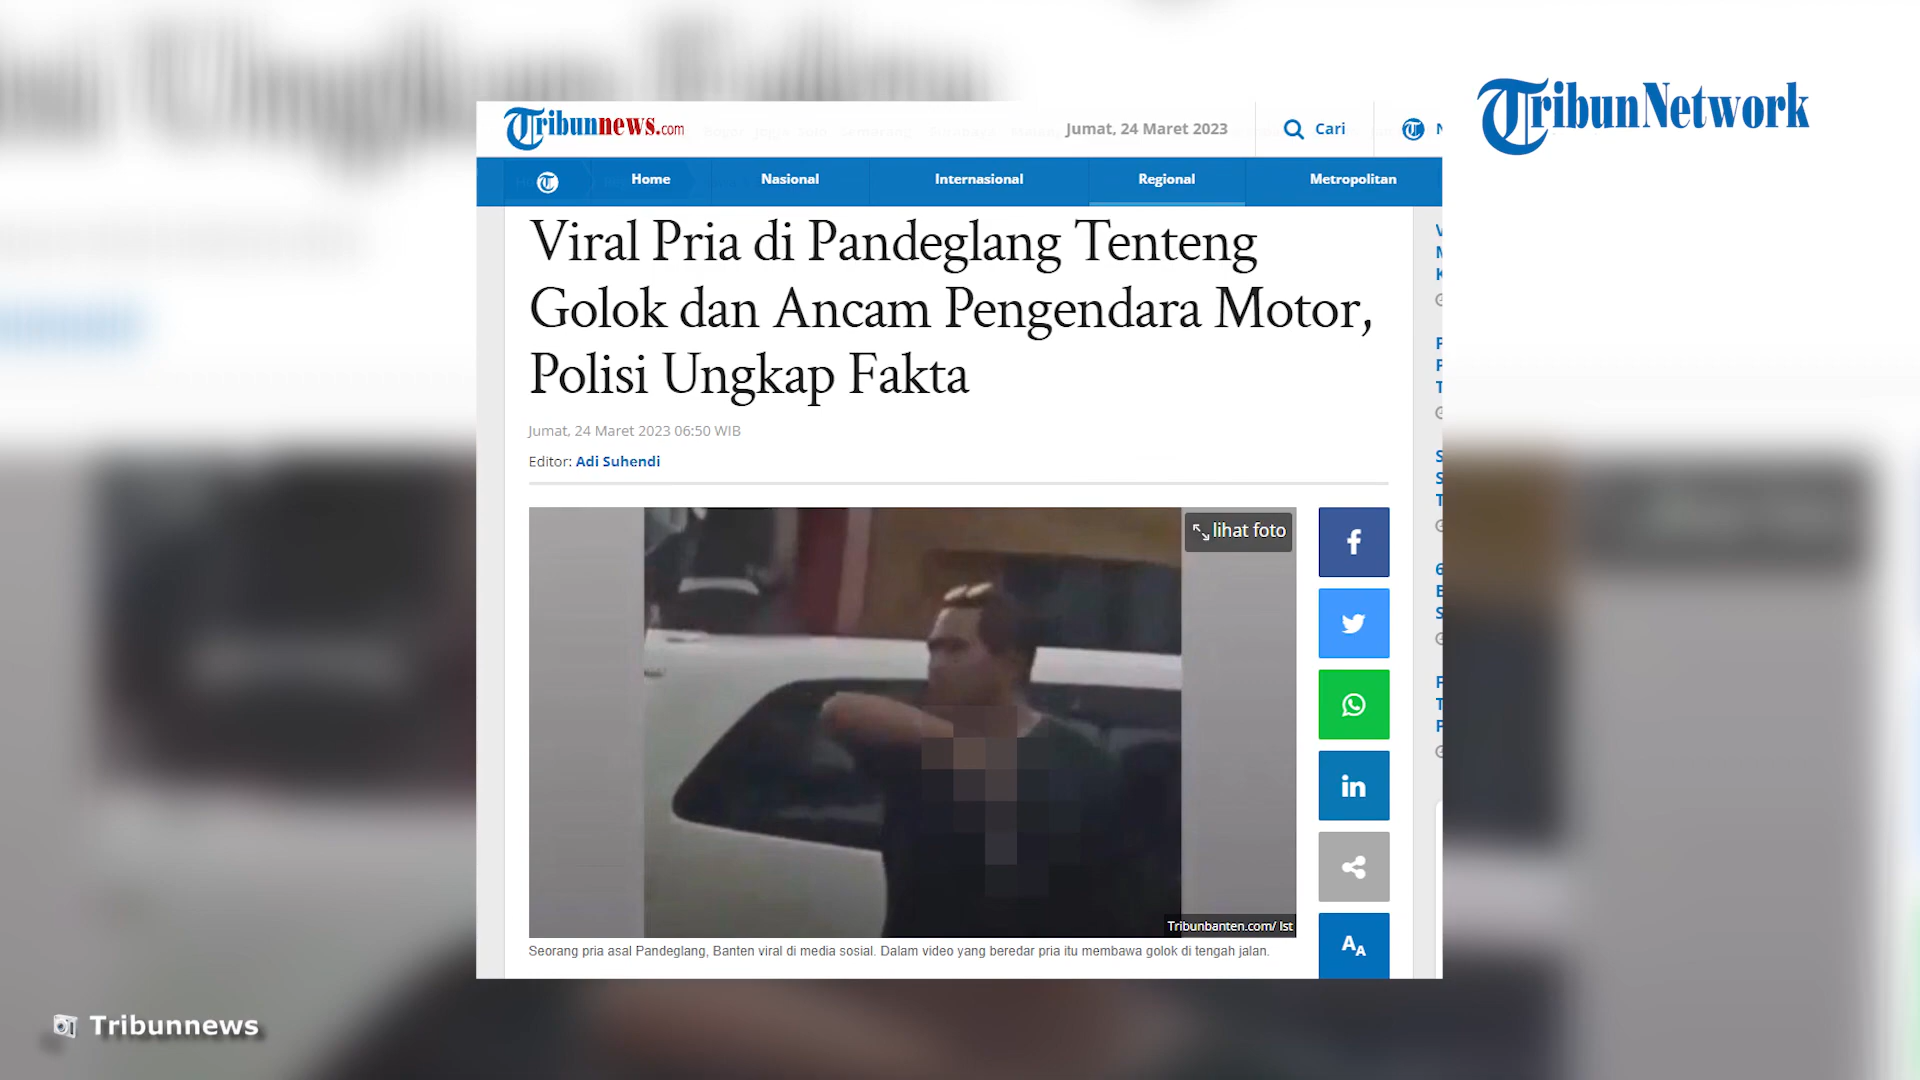 TribunNetwork
Tribunnews.com
Jumat, 24 Maret 2023
Cari
Home
Nasional
Internasional
Regional
Metropolitan
Viral Pria di Pandeglang Tenteng
Golok dan Ancam Pengendara Motor,
Polisi Ungkap Fakta
Jumat, 24 Maret 2023 06:50 WIB
Editor: Adi Suhendi
lihat foto
Tribunbanten.com/ Ist
Seorang pria asal Pandeglang, Banten viral di media sosial. Dalam video yang beredar pria itu membawa golok di tengah jalan.
Tribunnews